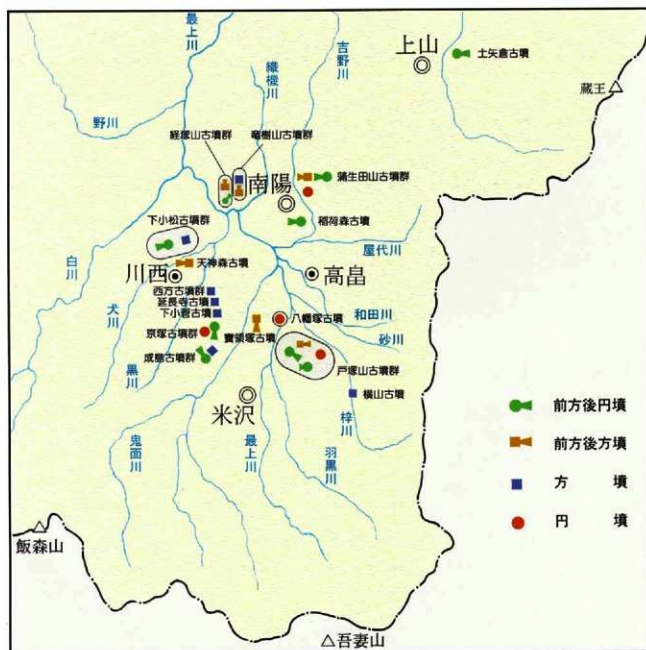 最上川
吉野川
上山
土矢倉古墳
織機川
蔵王
野川
経塚山古墳群
竜樹山古墳群
南陽
蒲生田山古墳群
下小松古墳群
稲荷森古墳
屋代川
白川
天神森古墳
川西
高畠
犬川
西方古墳群
延長寺古墳
下小萱古墳
和田川
八幡塚古墳
京塚古墳群
寶領塚古墳
砂川
黒川
成島古墳群
戸塚山古墳群
米沢
横山古墳
梓川
鬼面川
最上川
羽黒川
前方後円墳
前方後方墳
方 墳
円 墳
飯森山
吾妻山